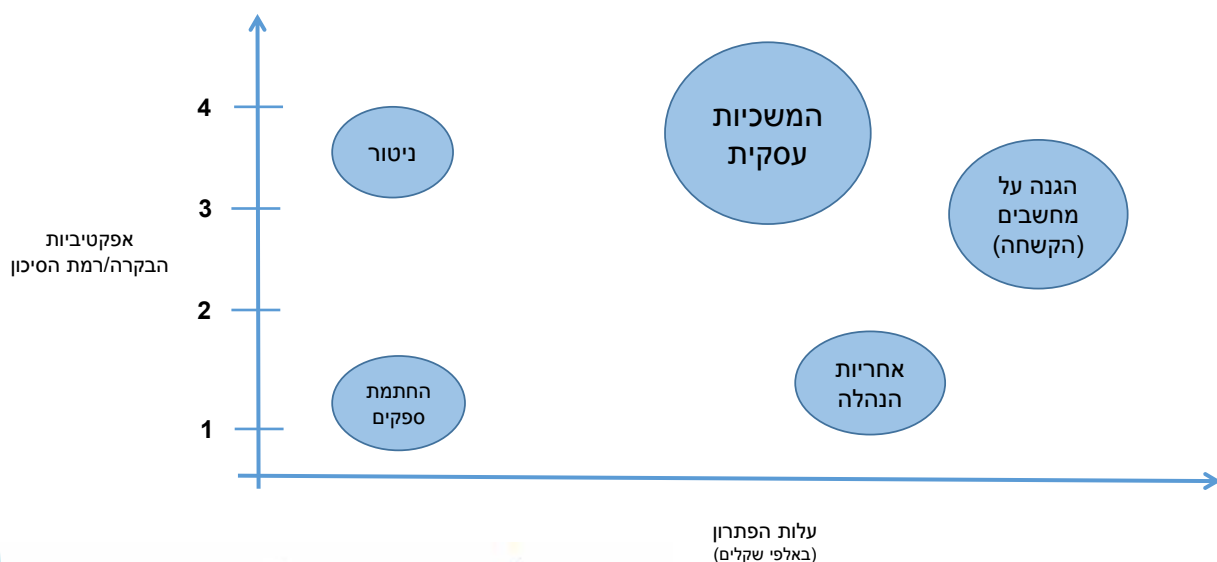 4
3
2
1
אפקטיביות
הבקרה/רמת הסיכון
ניטור
המשכיות
עסקית
הגנה על
מחשבים
(הקשחה)
החתמת
ספקים
אחריות
הנהלה
עלות הפתרון
(באלפי שקלים)